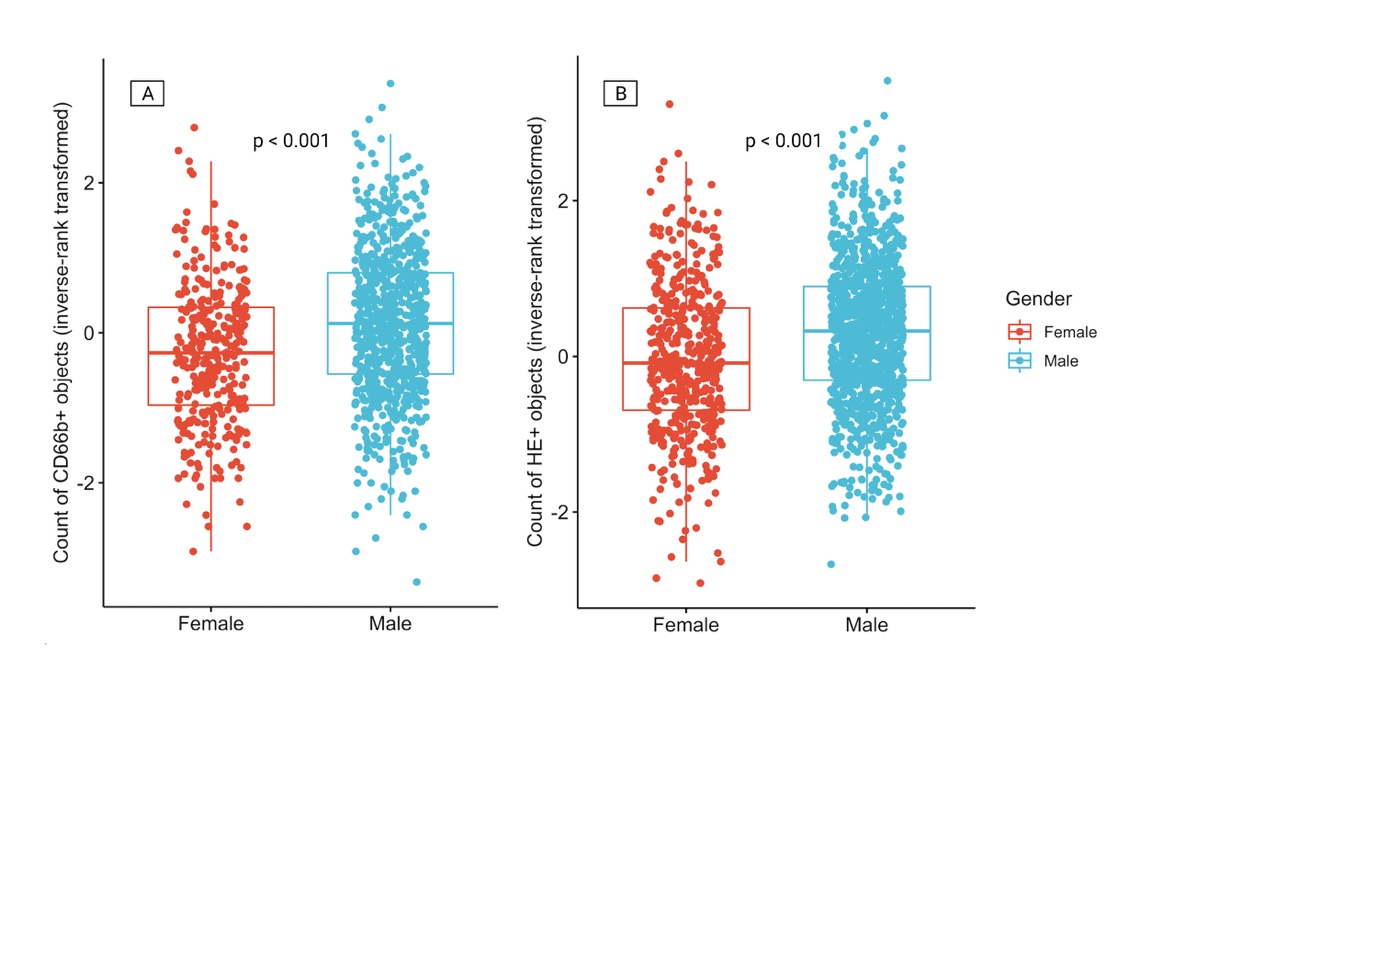 A
p < 0.001
Count of CD66b+ objects (inverse-rank transformed)
2
0
-2
Female
Male
B
p < 0.001
Count of HE+ objects (inverse-rank transformed)
2
0
-2
Female
Male
Gender
Female
Male